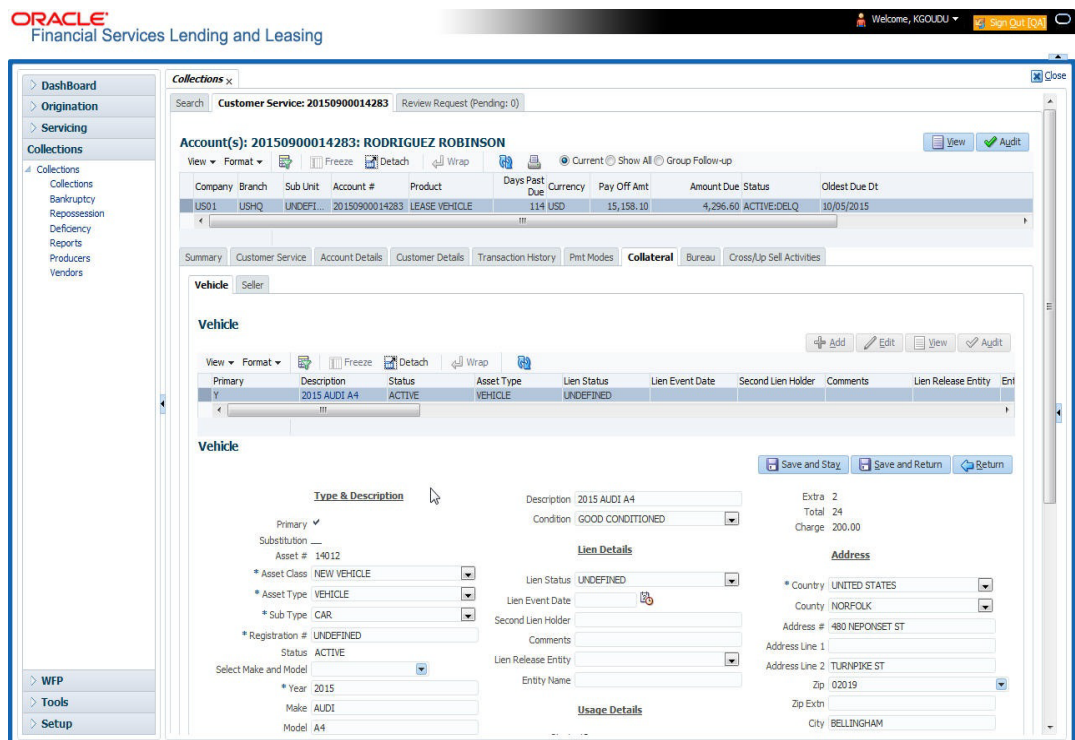 ORACLE®
Financial Services Lending and Leasing
Welcome, KGOUDU
Sign Out [QA]
Close
DashBoard
Origination
Servicing
Collections
Collections
Collections
Bankruptcy
Repossession
Deficiency
Reports
Producers
Vendors
WFP
Tools
Setup
Collections x
Search Customer Service: 20150900014283 Review Request (Pending: 0)
Account(s): 20150900014283: RODRIGUEZ ROBINSON
View Audit
View Format Freeze Detach Wrap Current Show All Group Follow-up
Company Branch Sub Unit Account # Product Days Past Due Currency Pay Off Amt Amount Due Status Oldest Due Dt
US01 USHQ UNDEFI... 20150900014283 LEASE VEHICLE 114 USD 15,158.10 4,296.60 ACTIVE:DELQ 10/05/2015
Summary Customer Service Account Details Customer Details Transaction History Pmt Modes Collateral Bureau Cross/Up Sell Activities
Vehicle Seller
Vehicle
Add Edit View Audit
View Format Freeze Detach Wrap
Primary Description Status Asset Type Lien Status Lien Event Date Second Lien Holder Comments Lien Release Entity Ent
Y 2015 AUDI A4 ACTIVE VEHICLE UNDEFINED
Vehicle
Save and Stay Save and Return Return
Type & Description
Primary
Substitution
Asset # 14012
* Asset Class NEW VEHICLE
* Asset Type VEHICLE
* Sub Type CAR
* Registration # UNDEFINED
Status ACTIVE
Select Make and Model
* Year 2015
Make AUDI
Model A4
Description 2015 AUDI A4
Condition GOOD CONDITIONED
Lien Details
Lien Status UNDEFINED
Lien Event Date
Second Lien Holder
Comments
Lien Release Entity
Entity Name
Usage Details
Extra 2
Total 24
Charge 200.00
Address
* Country UNITED STATES
County NORFOLK
Address # 480 NEPONSET ST
Address Line 1
Address Line 2 TURNPIKE ST
Zip 02019
Zip Extn
City BELLINGHAM